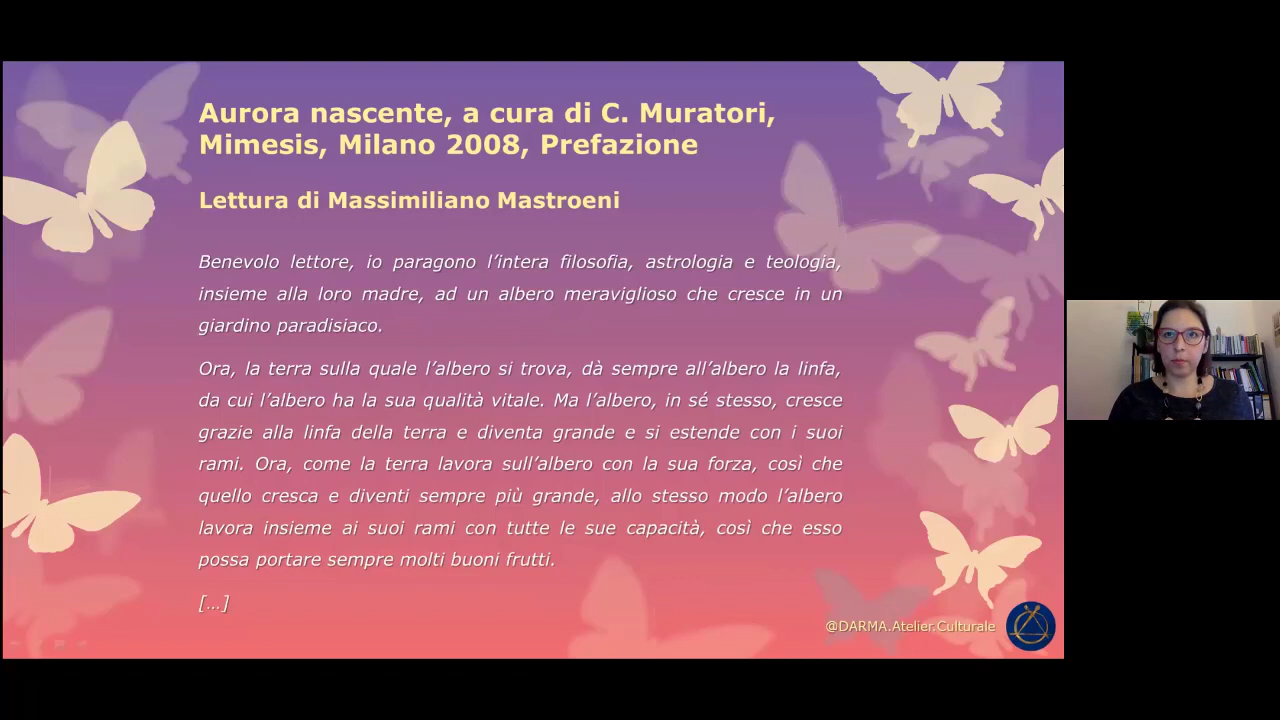 Aurora nascente, a cura di C. Muratori,
Mimesis, Milano 2008, Prefazione
Lettura di Massimiliano Mastroeni
Benevolo lettore, io paragono l’intera filosofia, astrologia e teologia,
insieme alla loro madre, ad un albero meraviglioso che cresce in un
giardino paradisiaco.
Ora, la terra sulla quale l’albero si trova, dà sempre all’albero la linfa,
da cui l’albero ha la sua qualità vitale. Ma l’albero, in sé stesso, cresce
grazie alla linfa della terra e diventa grande e si estende con i suoi
rami. Ora, come la terra lavora sull’albero con la sua forza, così che
quello cresca e diventi sempre più grande, allo stesso modo l’albero
lavora insieme ai suoi rami con tutte le sue capacità, così che esso
possa portare sempre molti buoni frutti.
[…]
@DARMA.Atelier.Culturale